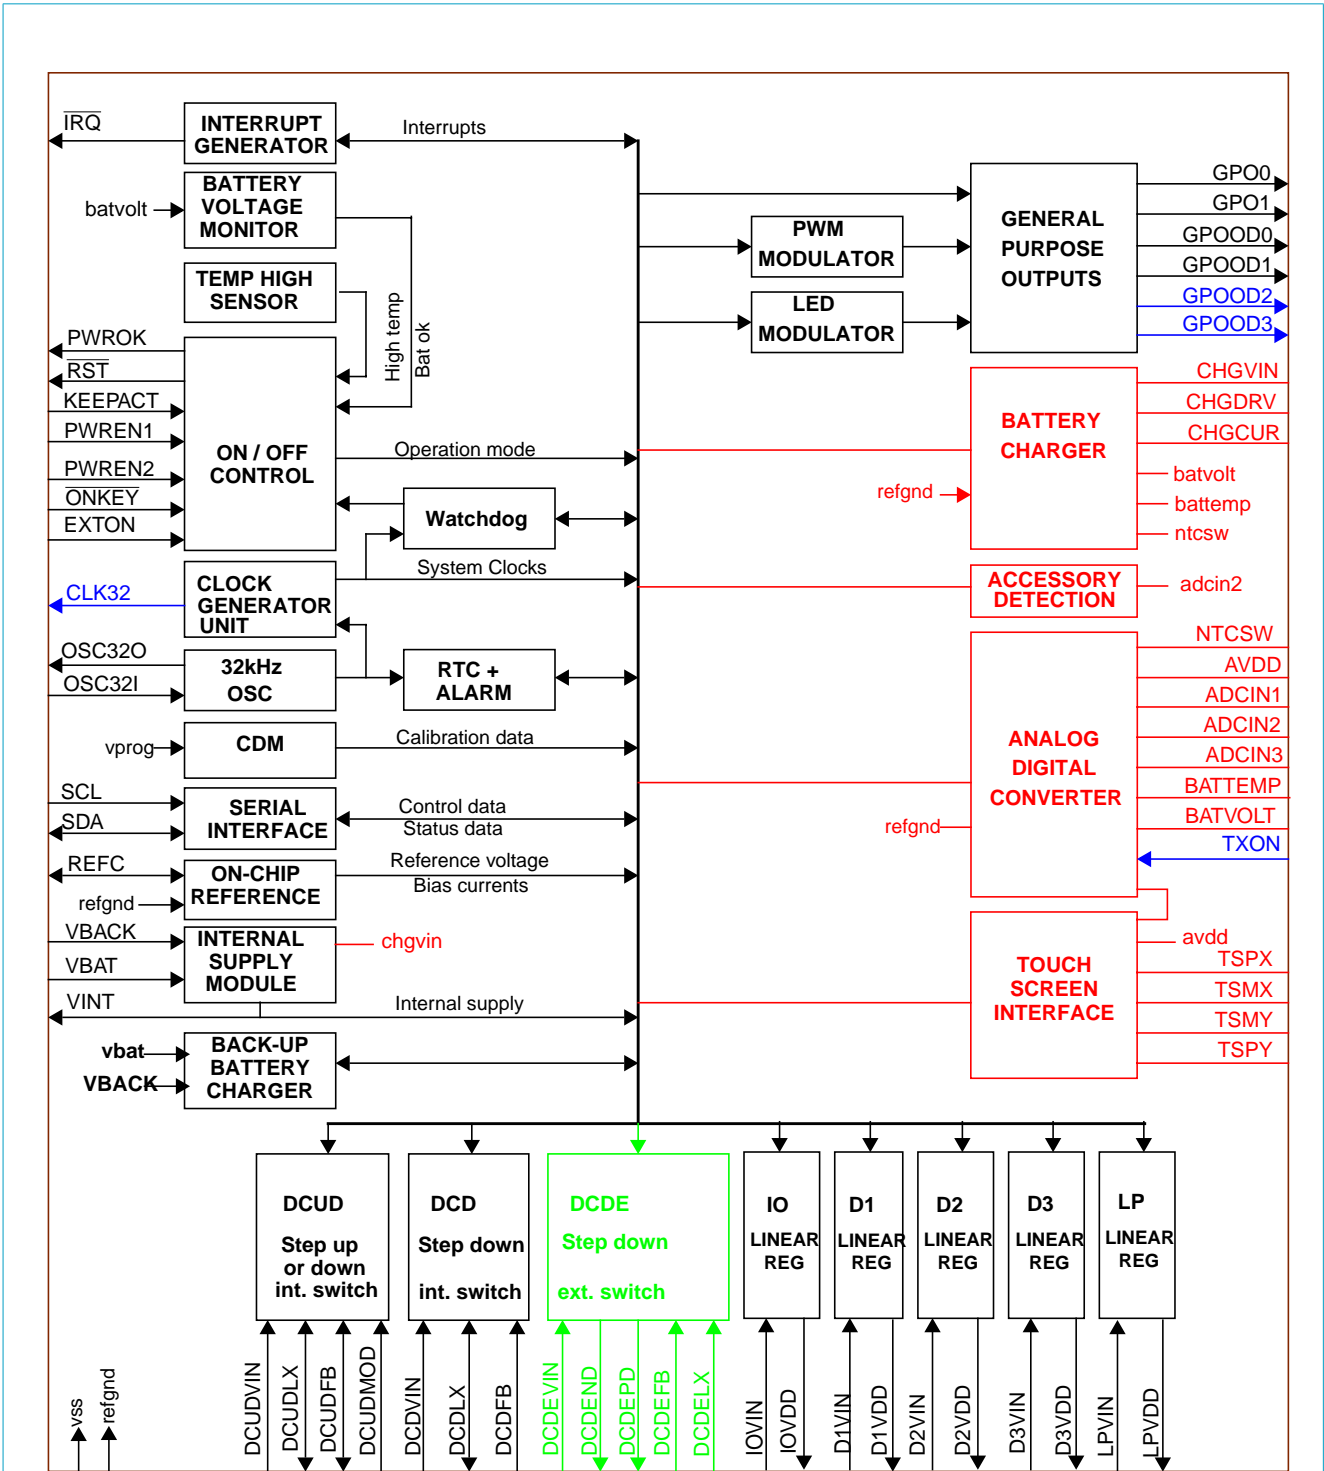 IRQ
INTERRUPT
GENERATOR
Interrupts
batvolt
BATTERY
VOLTAGE
MONITOR
TEMP HIGH
SENSOR
High temp
Bat ok
PWROK
RST
KEEPACT
PWREN1
PWREN2
ONKEY
EXTON
ON / OFF
CONTROL
Operation mode
Watchdog
System Clocks
CLK32
CLOCK
GENERATOR
UNIT
OSC32O
OSC32I
32kHz
OSC
RTC +
ALARM
vprog
CDM
Calibration data
SCL
SDA
SERIAL
INTERFACE
Control data
Status data
REFC
refgnd
ON-CHIP
REFERENCE
Reference voltage
Bias currents
VBACK
VBAT
VINT
INTERNAL
SUPPLY
MODULE
chgvin
Internal supply
vbat
VBACK
BACK-UP
BATTERY
CHARGER
PWM
MODULATOR
LED
MODULATOR
GENERAL
PURPOSE
OUTPUTS
GPO0
GPO1
GPOOD0
GPOOD1
GPOOD2
GPOOD3
BATTERY
CHARGER
refgnd
CHGVIN
CHGDRV
CHGCUR
batvolt
battemp
ntcsw
ACCESSORY
DETECTION
adcin2
ANALOG
DIGITAL
CONVERTER
refgnd
NTCSW
AVDD
ADCIN1
ADCIN2
ADCIN3
BATTEMP
BATVOLT
TXON
TOUCH
SCREEN
INTERFACE
avdd
TSPX
TSMX
TSMY
TSPY
DCUD
Step up
or down
int. switch
DCD
Step down
int. switch
DCDE
Step down
ext. switch
IO
LINEAR
REG
D1
LINEAR
REG
D2
LINEAR
REG
D3
LINEAR
REG
LP
LINEAR
REG
vss
refgnd
DCUDVIN
DCUDLX
DCUDFB
DCUDMOD
DCDVIN
DCDLX
DCDFB
DCDEVIN
DCDEND
DCDEPD
DCDEFB
DCDELX
IOVIN
IOVDD
D1VIN
D1VDD
D2VIN
D2VDD
D3VIN
D3VDD
LPVIN
LPVDD